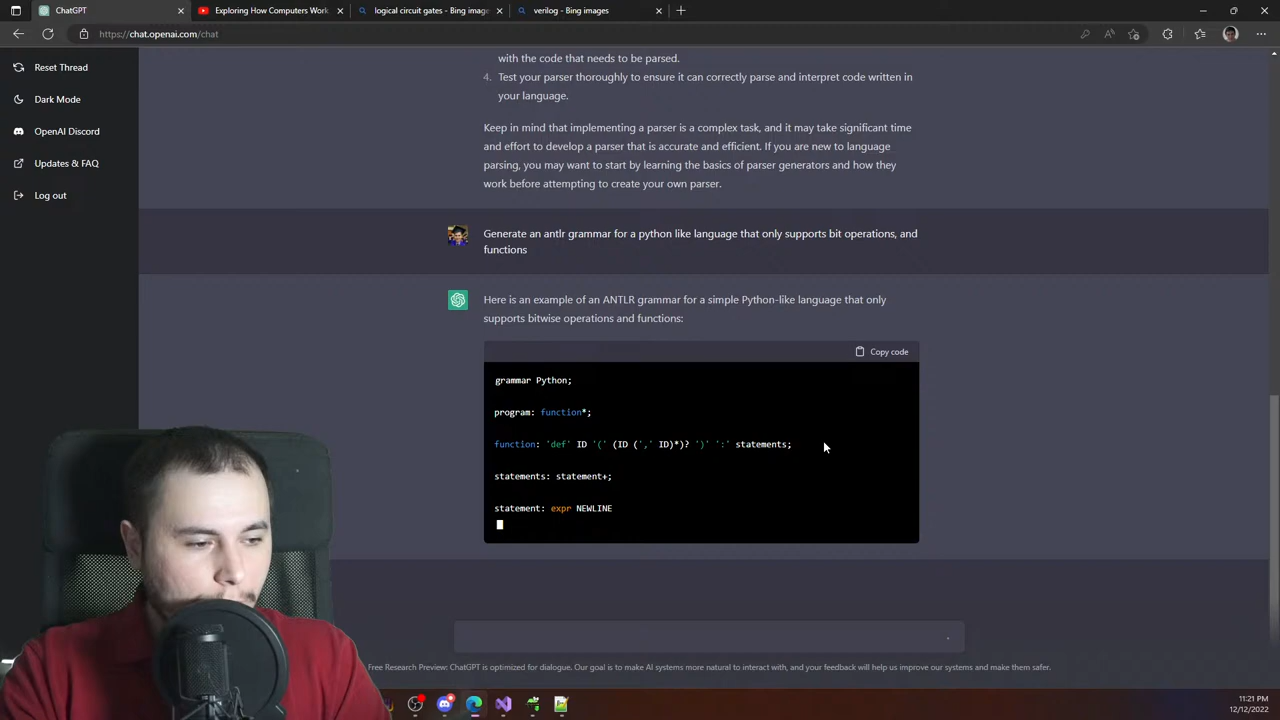 ChatGPT
Exploring How Computers Work
logical circuit gates - Bing image
verilog - Bing images
https://chat.openai.com/chat
Reset Thread
Dark Mode
OpenAI Discord
Updates & FAQ
Log out
with the code that needs to be parsed.
4. Test your parser thoroughly to ensure it can correctly parse and interpret code written in
your language.
Keep in mind that implementing a parser is a complex task, and it may take significant time
and effort to develop a parser that is accurate and efficient. If you are new to language
parsing, you may want to start by learning the basics of parser generators and how they
work before attempting to create your own parser.
Generate an antlr grammar for a python like language that only supports bit operations, and
functions
Here is an example of an ANTLR grammar for a simple Python-like language that only
supports bitwise operations and functions:
Copy code
grammar Python;
program: function*;
function: 'def' ID '(' (ID (',' ID)*)? ')' ':' statements;
statements: statement+;
statement: expr NEWLINE
Free Research Preview: ChatGPT is optimized for dialogue. Our goal is to make AI systems more natural to interact with, and your feedback will help us improve our systems and make them safer.
11:21 PM
12/12/2022